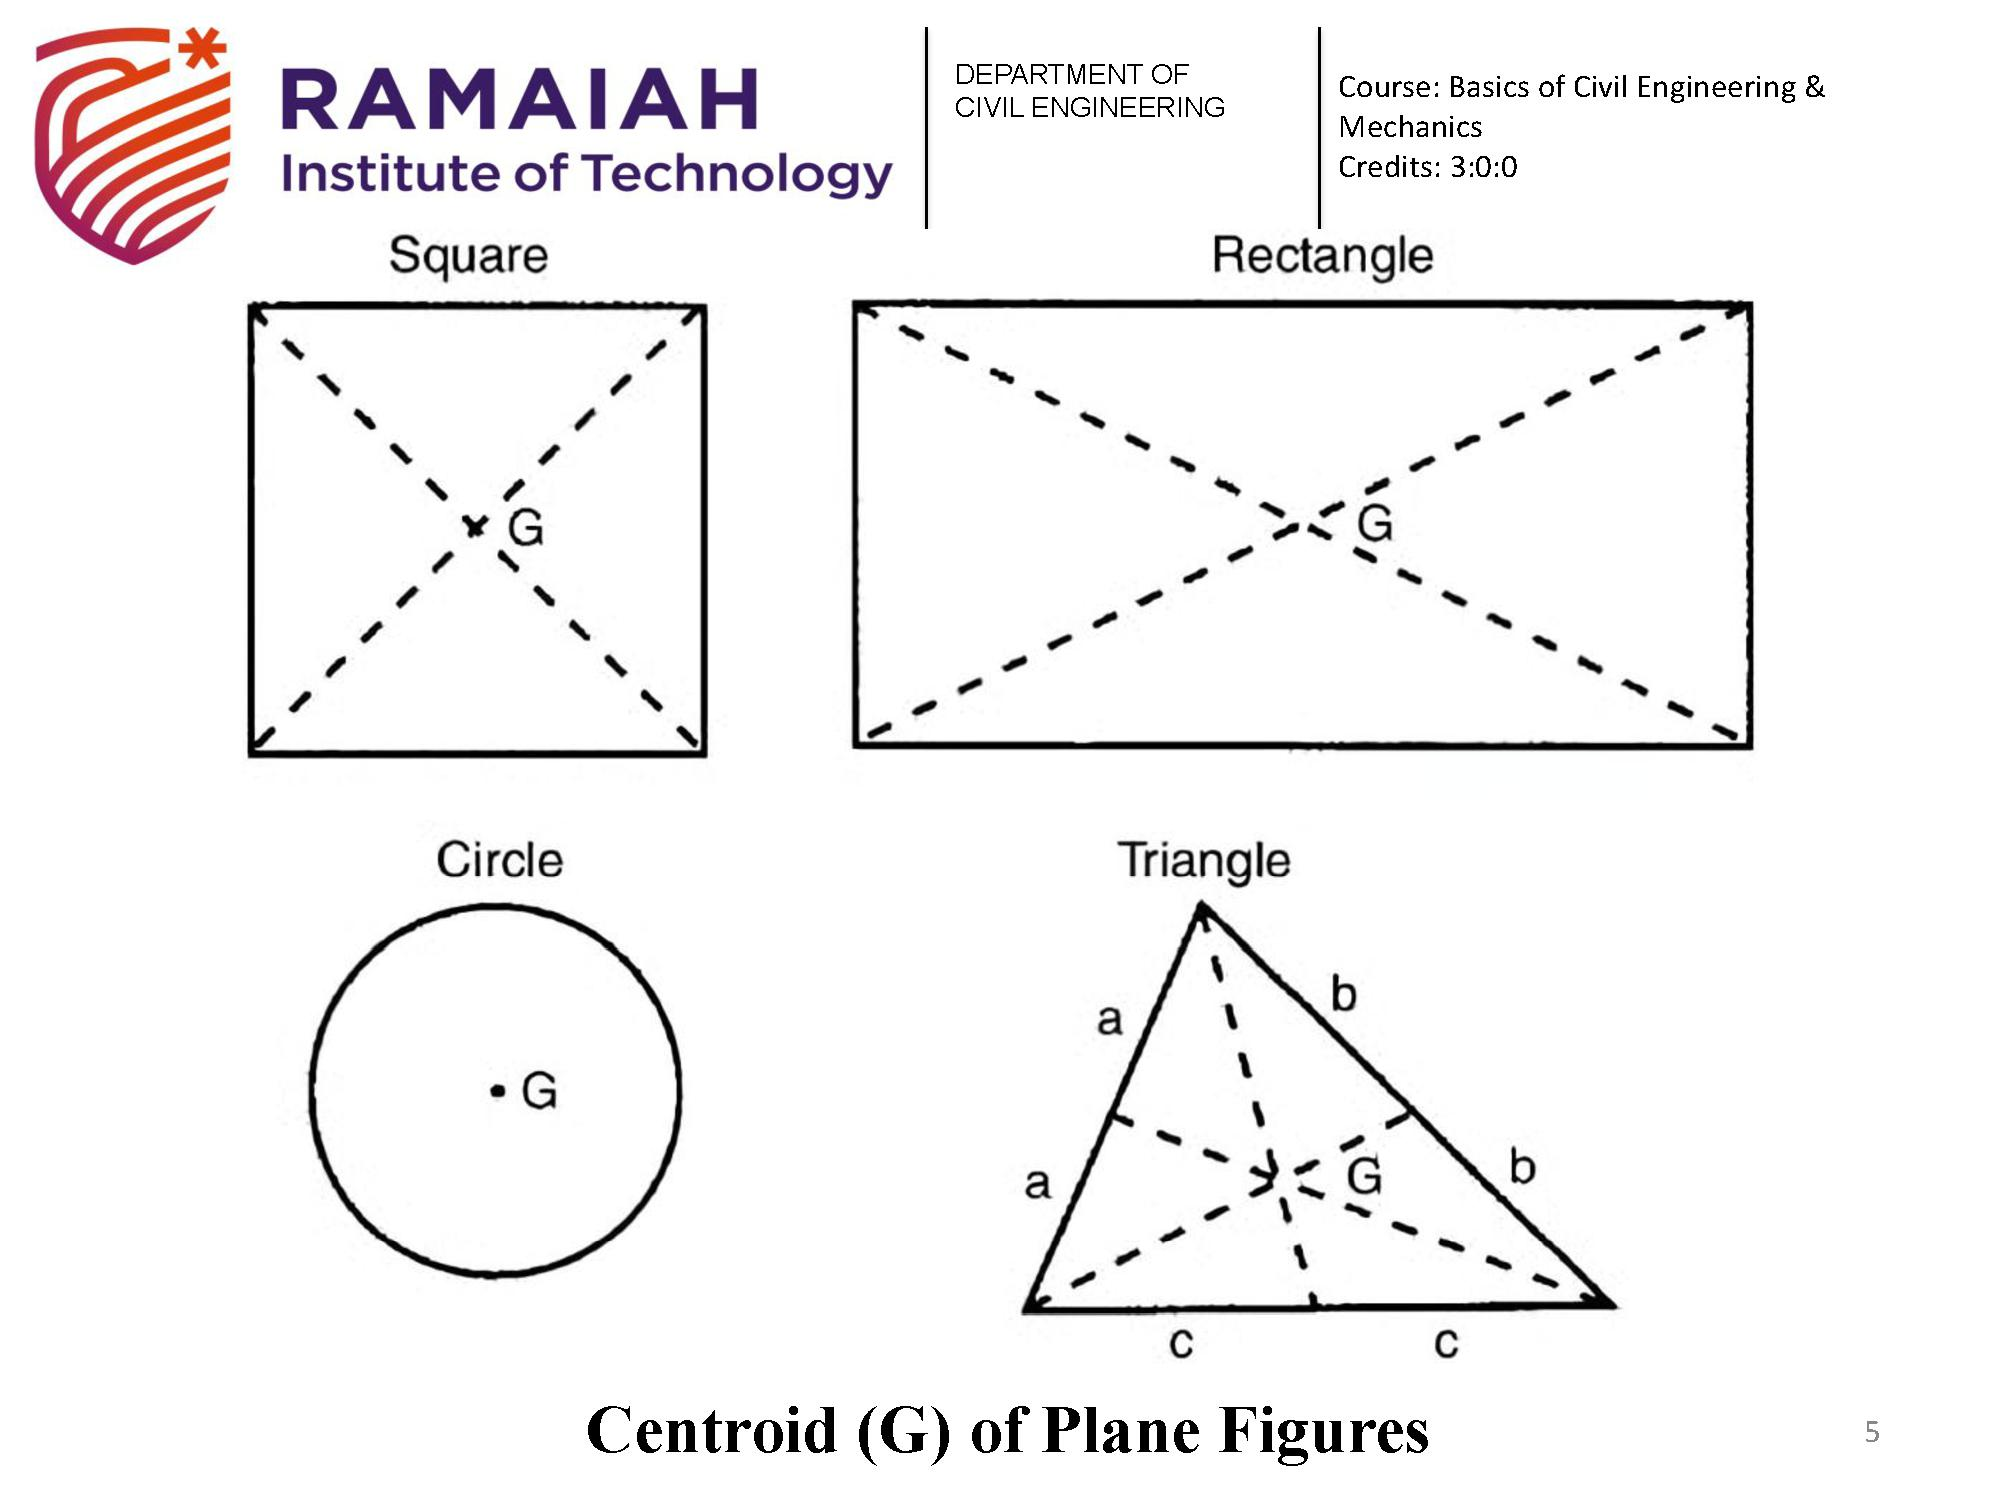 RAMAIAH
Institute of Technology
DEPARTMENT OF
CIVIL ENGINEERING
Course: Basics of Civil Engineering &
Mechanics
Credits: 3:0:0
Square
Rectangle
G
G
Circle
Triangle
G
a
b
a
G
b
c
c
Centroid (G) of Plane Figures
5